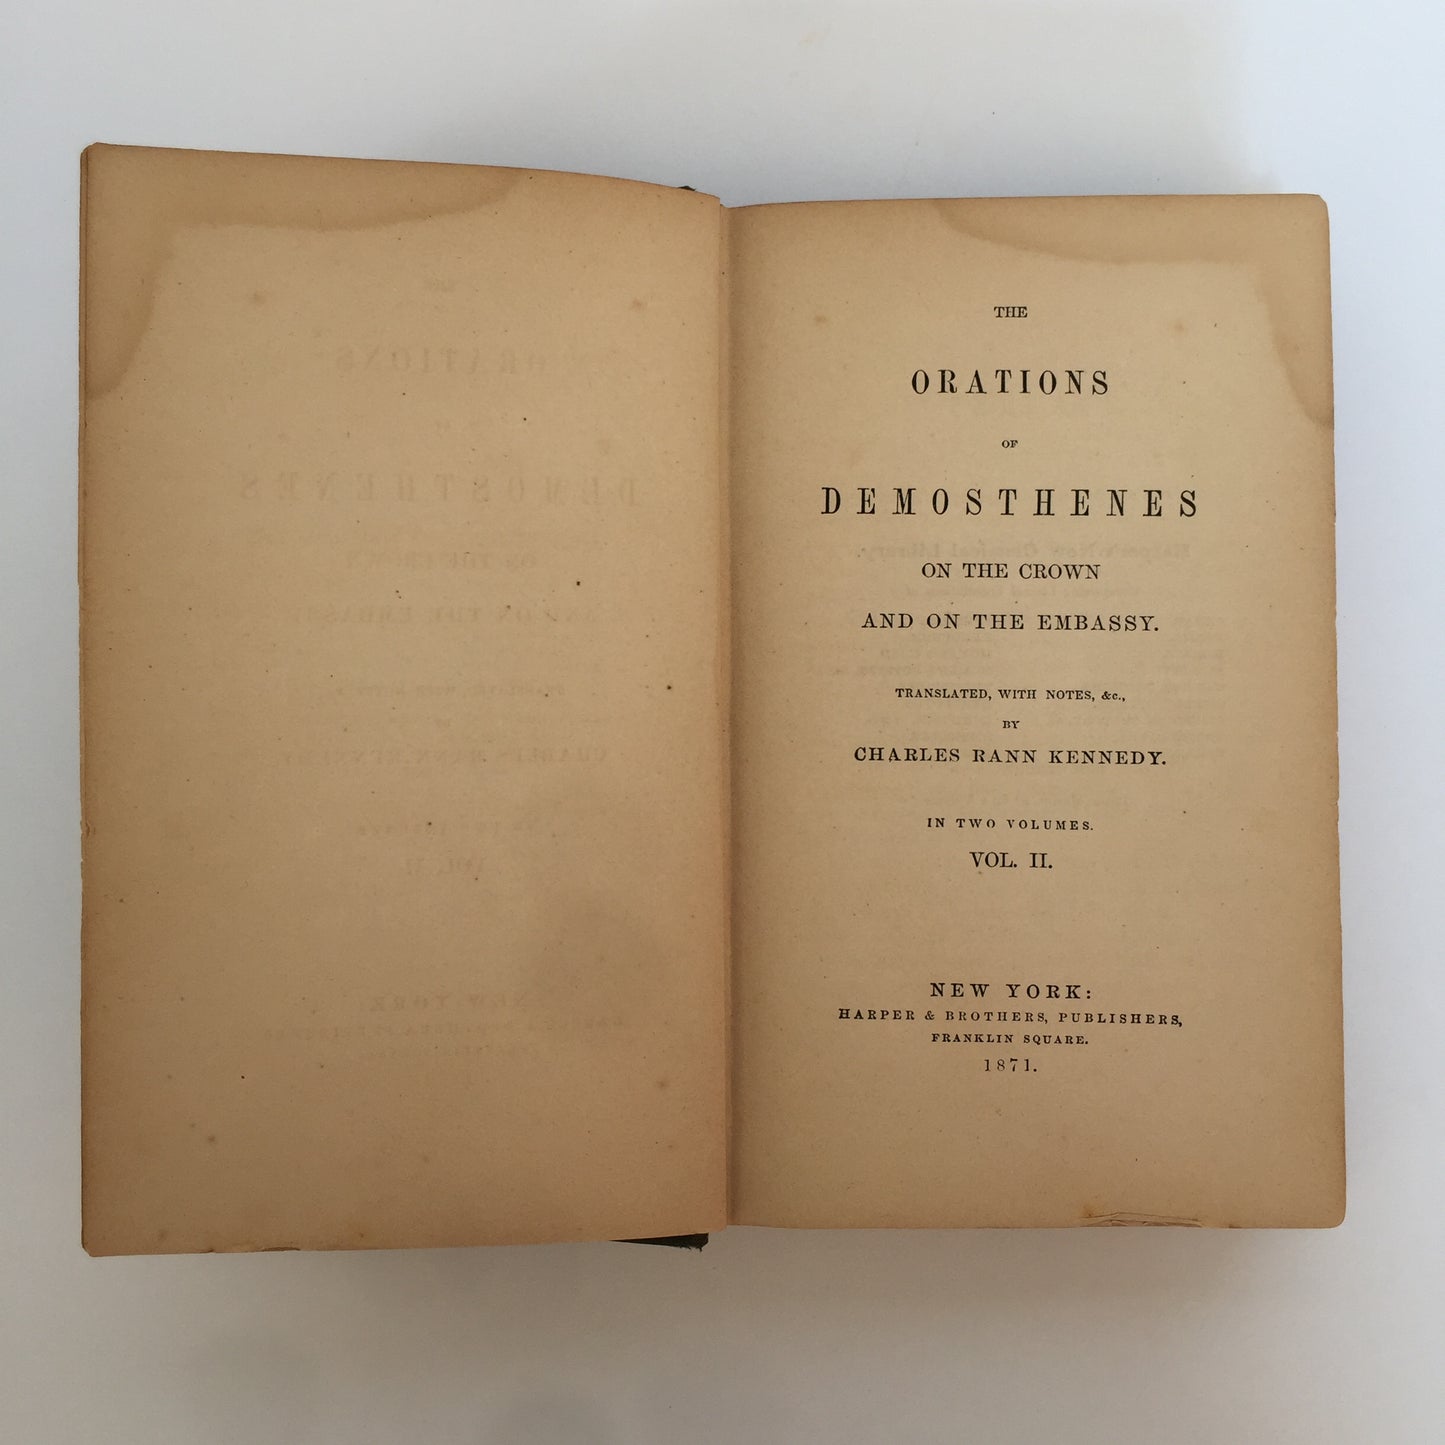 THE
ORATIONS
OF
DEMOSTHENES
ON THE CROWN
AND ON THE EMBASSY.
TRANSLATED, WITH NOTES, &c.,
BY
CHARLES RANN KENNEDY.
IN TWO VOLUMES.
VOL. II.
NEW YORK:
HARPER & BROTHERS, PUBLISHERS,
FRANKLIN SQUARE.
1871.